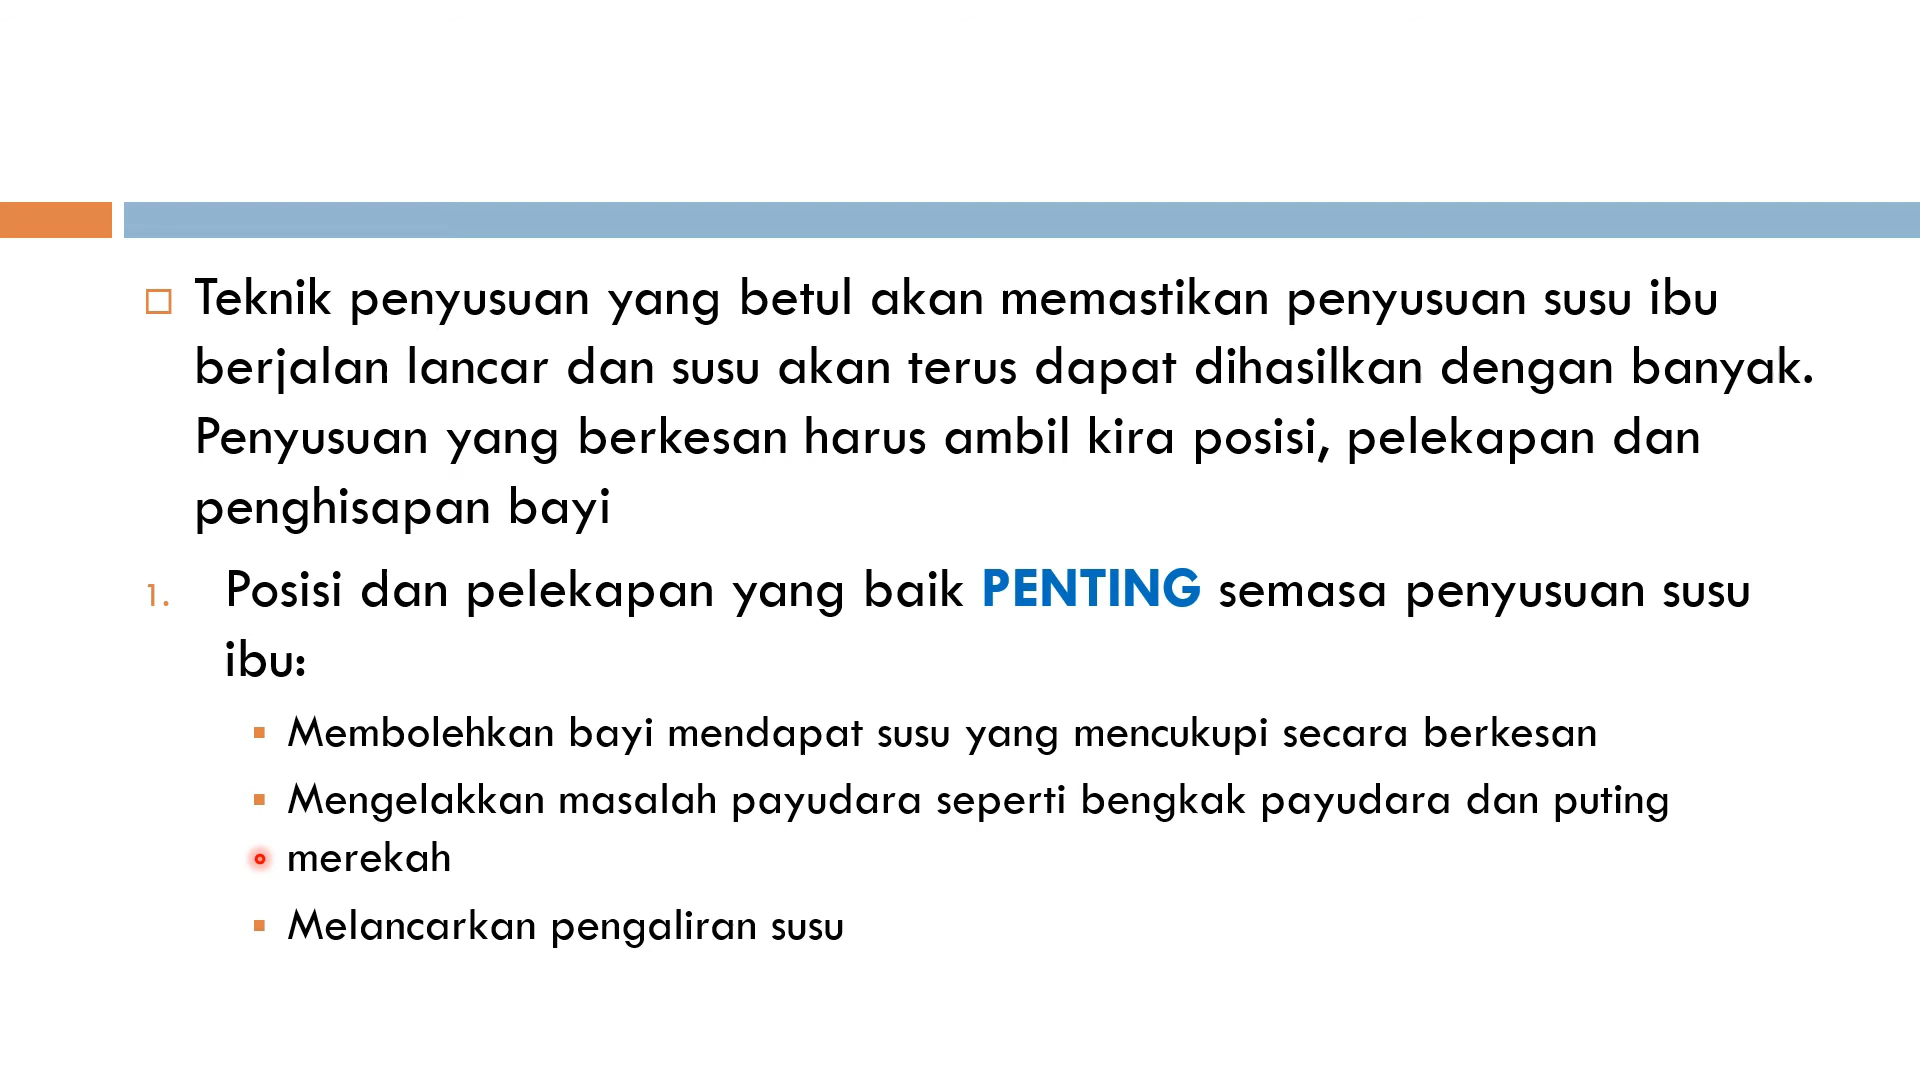 Teknik penyusuan yang betul akan memastikan penyusuan susu ibu
berjalan lancar dan susu akan terus dapat dihasilkan dengan banyak.
Penyusuan yang berkesan harus ambil kira posisi, pelekapan dan
penghisapan bayi
1. Posisi dan pelekapan yang baik PENTING semasa penyusuan susu
ibu:
Membolehkan bayi mendapat susu yang mencukupi secara berkesan
Mengelakkan masalah payudara seperti bengkak payudara dan puting
merekah
Melancarkan pengaliran susu